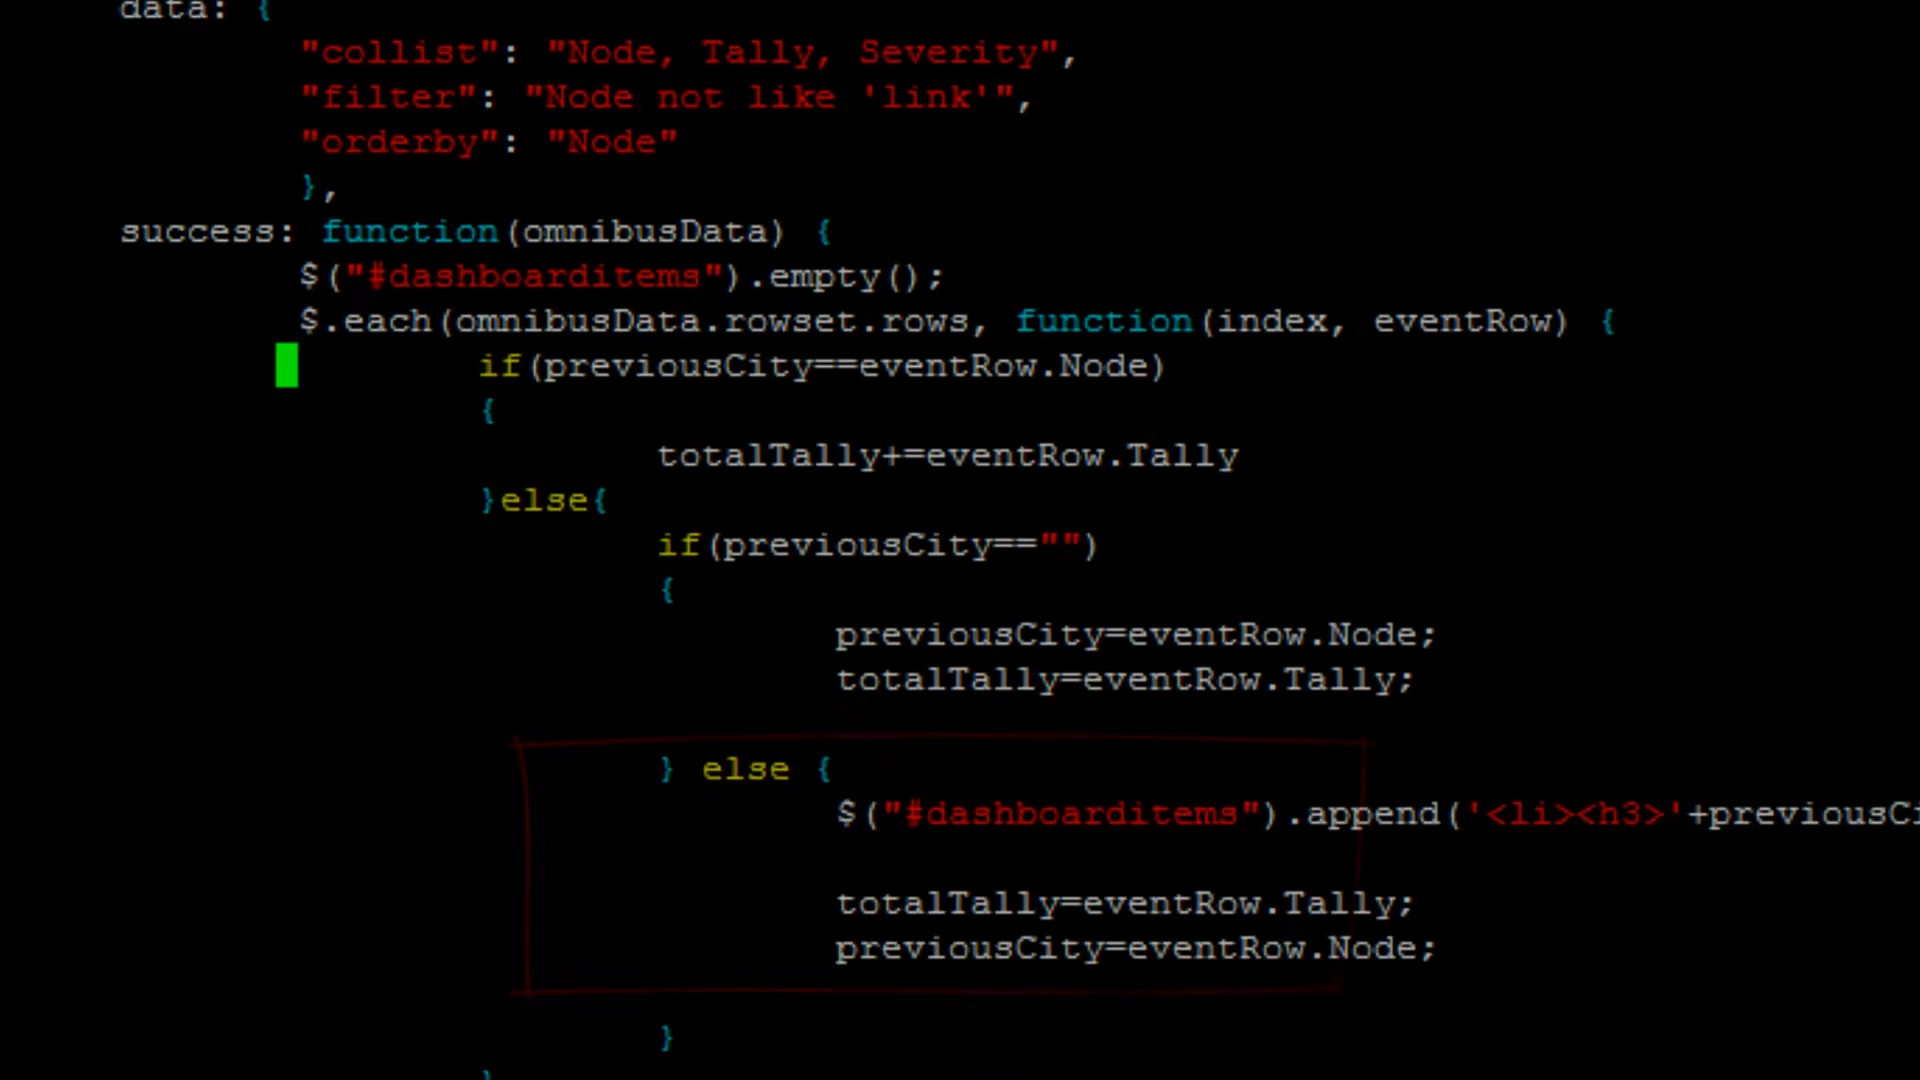 data: {
"collist": "Node, Tally, Severity",
"filter": "Node not like 'link'",
"orderby": "Node"
},
success: function(omnibusData) {
$("#dashboarditems").empty();
$.each(omnibusData.rowset.rows, function(index, eventRow) {
if(previousCity==eventRow.Node)
{
totalTally+=eventRow.Tally
}else{
if(previousCity=="")
{
previousCity=eventRow.Node;
totalTally=eventRow.Tally;
} else {
$("#dashboarditems").append('<li><h3>'+previousCi
totalTally=eventRow.Tally;
previousCity=eventRow.Node;
}
}